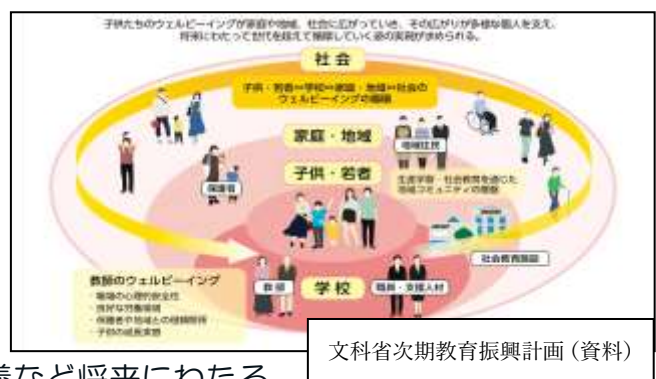 子供たちのウェルビーイングが家庭や地域、社会に広がっていき、その広がりが多様な個人を支え、
将来にわたって世代を超えて循環していく姿の実現が求められる。
社会
子供・若者⇔学校⇔家庭・地域⇔社会の
ウェルビーイングの循環
家庭・地域
地域住民
子供・若者
保護者
生涯学習・社会教育を通じた
地域コミュニティの基盤
社会教育施設
教師のウェルビーイング
・職場の心理的安全性
・良好な労働環境
・保護者や地域との信頼関係
・子供の成長実感
教師
学校
職員・支援人材
文科省次期教育振興計画（資料）
など将来にわたる